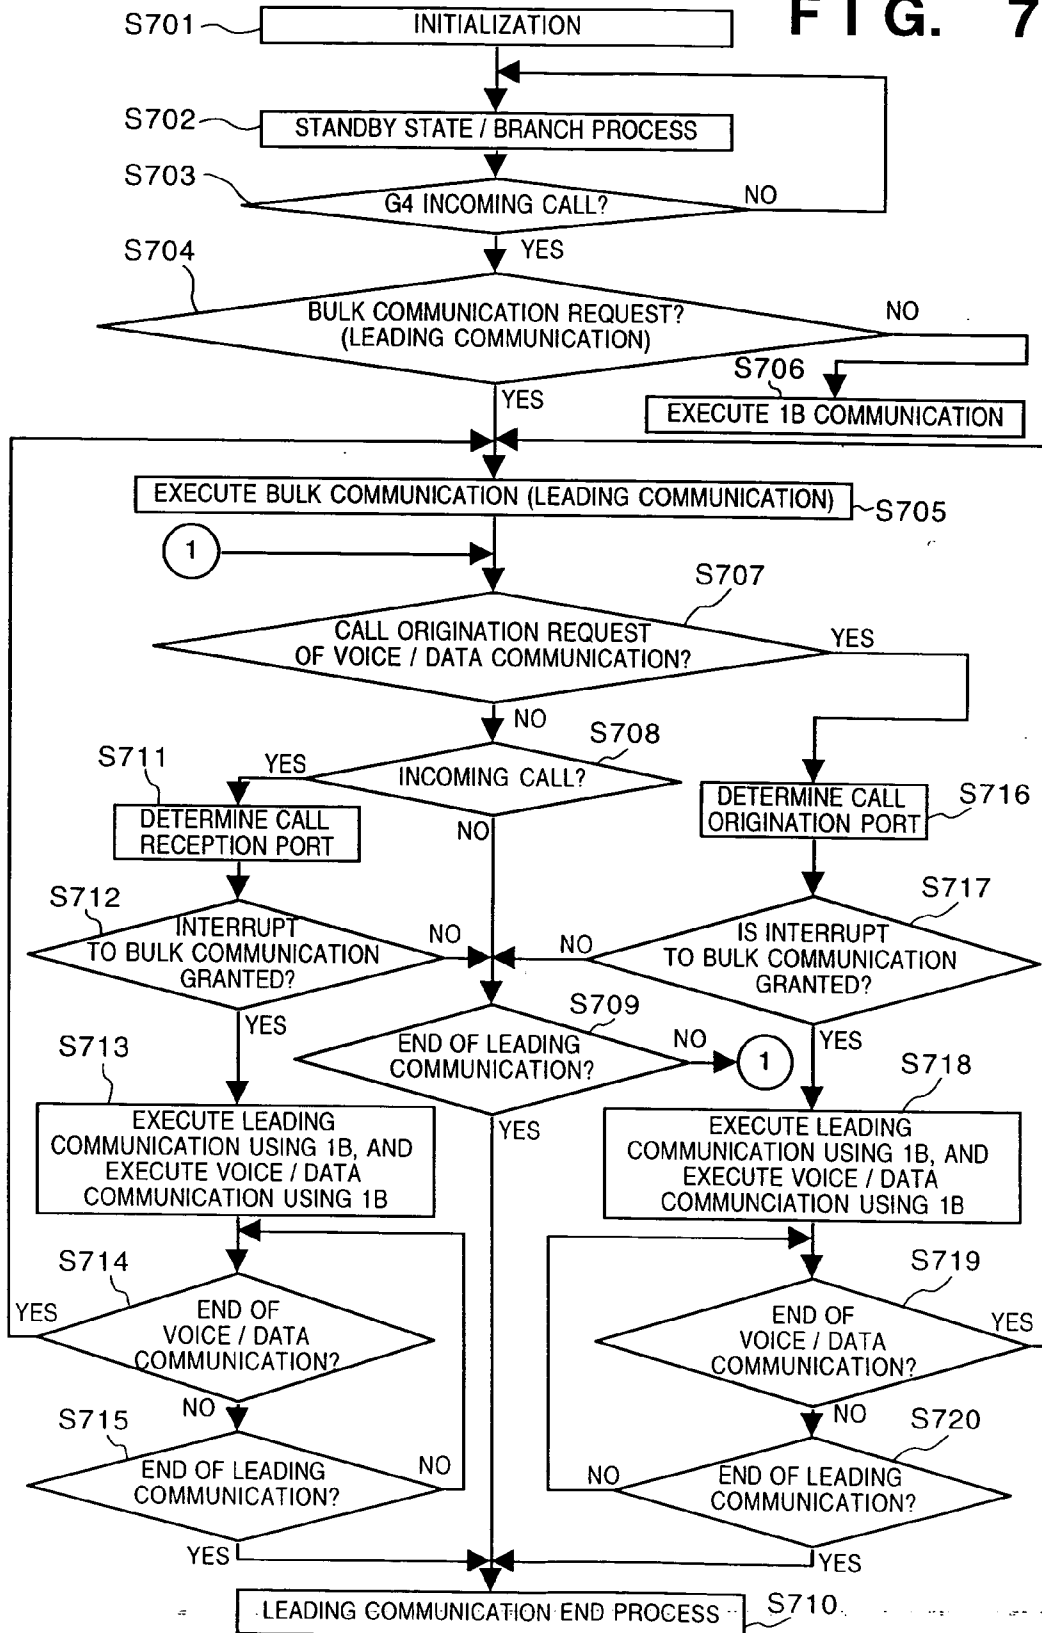 FIG. 7
S701
INITIALIZATION
S702
STANDBY STATE / BRANCH PROCESS
S703
G4 INCOMING CALL?
NO
YES
S704
BULK COMMUNICATION REQUEST?
(LEADING COMMUNICATION)
NO
S706
EXECUTE 1B COMMUNICATION
YES
EXECUTE BULK COMMUNICATION (LEADING COMMUNICATION)
S705
1
S707
CALL ORIGINATION REQUEST
OF VOICE / DATA COMMUNICATION?
YES
NO
S708
INCOMING CALL?
YES
NO
S711
DETERMINE CALL
RECEPTION PORT
S716
DETERMINE CALL
ORIGINATION PORT
S712
INTERRUPT
TO BULK COMMUNICATION
GRANTED?
NO
YES
S717
IS INTERRUPT
TO BULK COMMUNICATION
GRANTED?
NO
YES
S709
END OF LEADING
COMMUNICATION?
NO
1
YES
S713
EXECUTE LEADING
COMMUNICATION USING 1B, AND
EXECUTE VOICE / DATA
COMMUNICATION USING 1B
S718
EXECUTE LEADING
COMMUNICATION USING 1B, AND
EXECUTE VOICE / DATA
COMMUNCIATION USING 1B
S714
END OF
VOICE / DATA
COMMUNICATION?
YES
NO
S719
END OF
VOICE / DATA
COMMUNICATION?
YES
NO
S715
END OF LEADING
COMMUNICATION?
NO
YES
S720
END OF LEADING
COMMUNICATION?
NO
YES
LEADING COMMUNICATION END PROCESS
S710